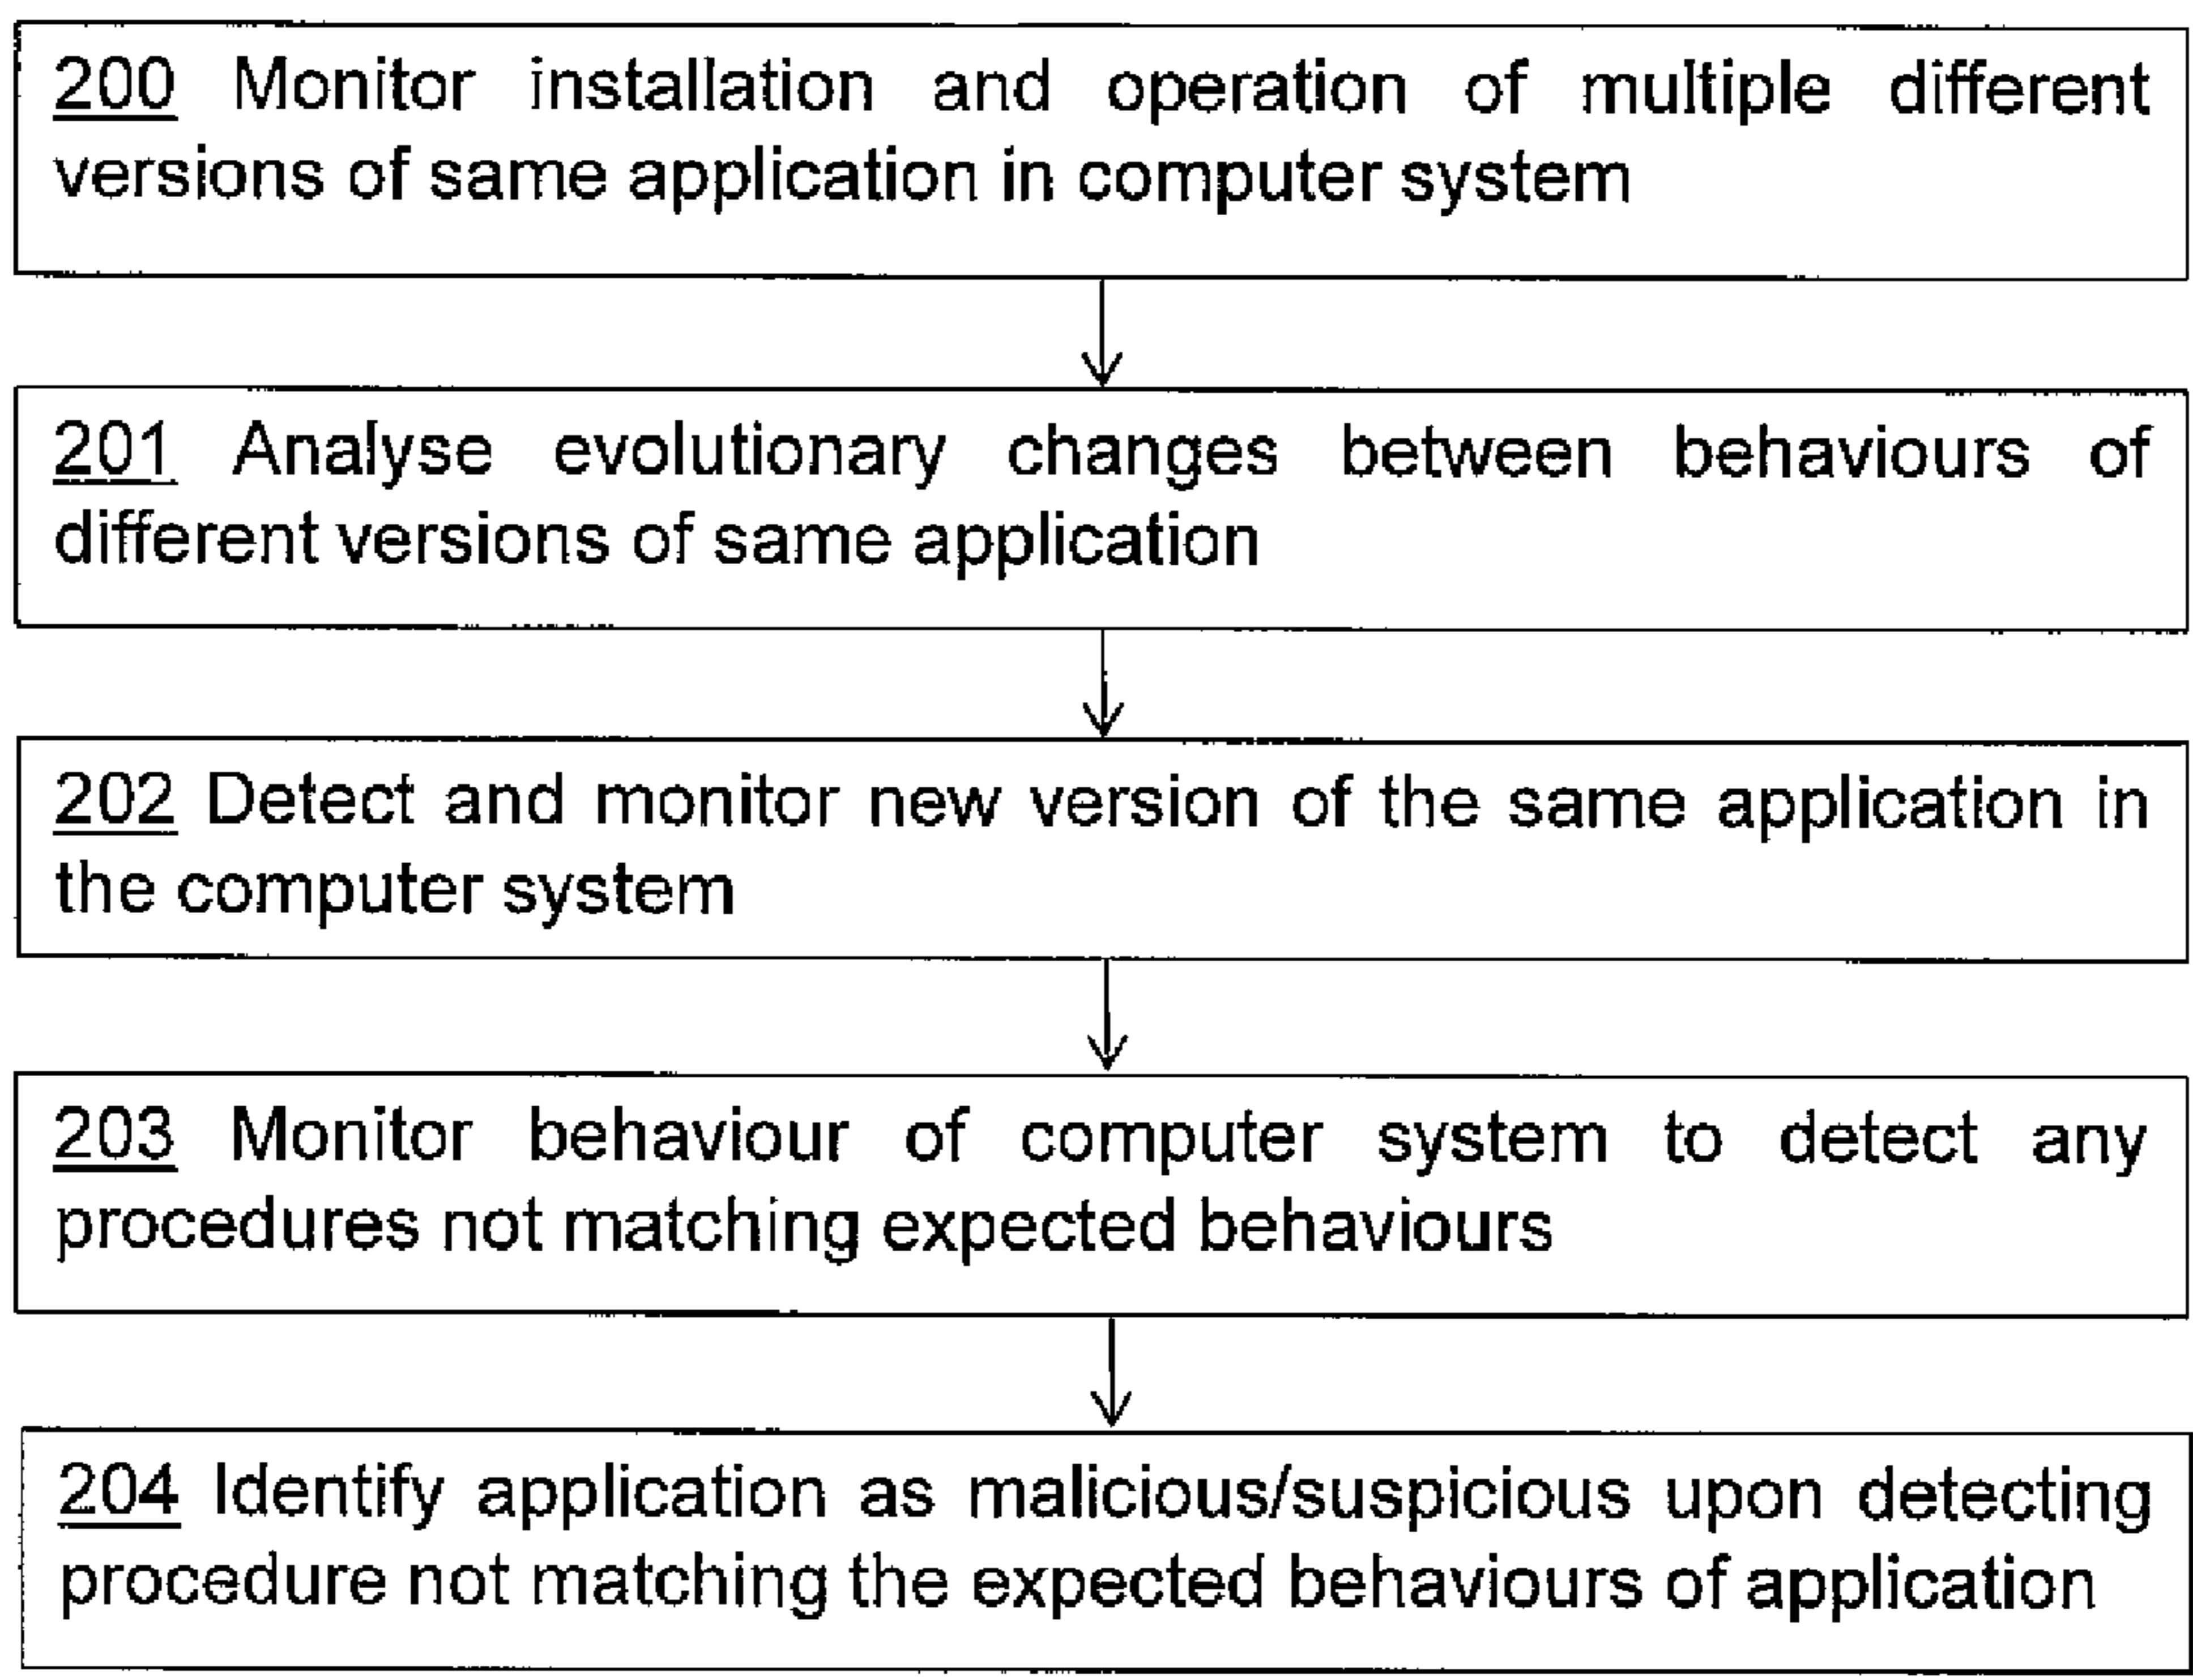 200 Monitor installation and operation of multiple different
versions of same application in computer system
201 Analyse evolutionary changes between behaviours of
different versions of same application
202 Detect and monitor new version of the same application in
the computer system
203 Monitor behaviour of computer system to detect any
procedures not matching expected behaviours
204 Identify application as malicious/suspicious upon detecting
procedure not matching the expected behaviours of application